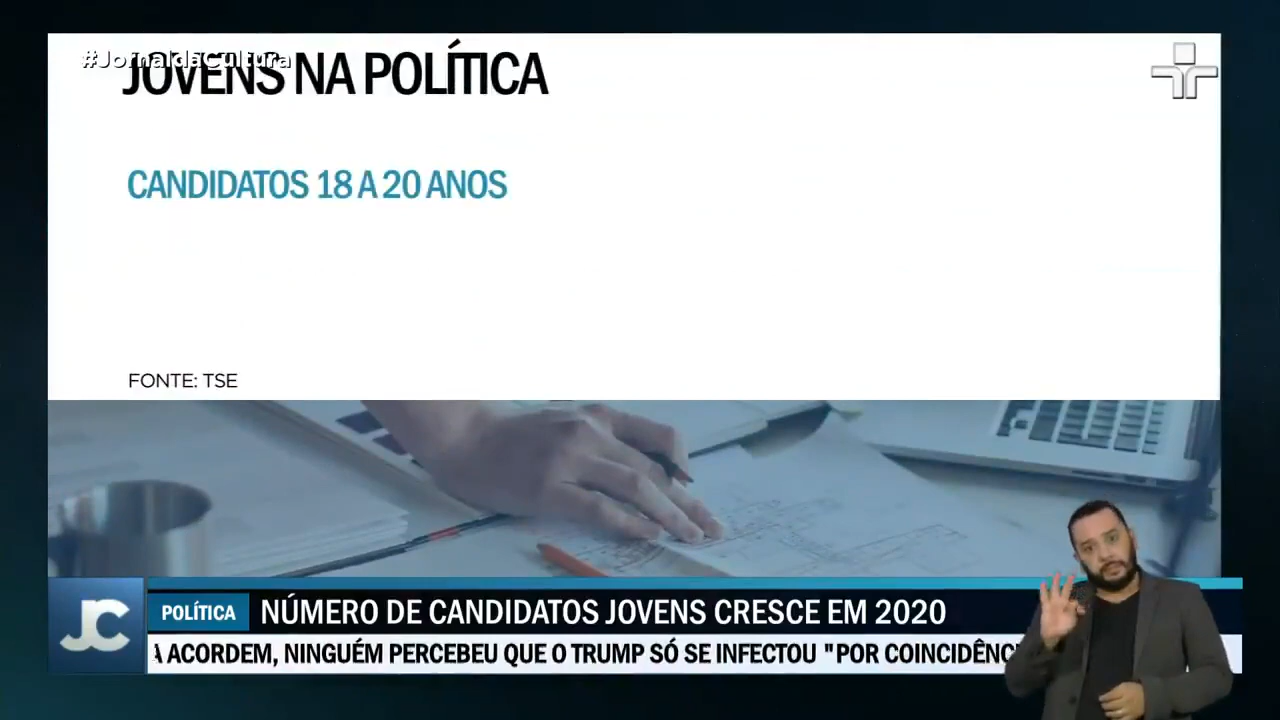 #JornaldaCultura
JOVENS NA POLÍTICA
CANDIDATOS 18 A 20 ANOS
FONTE: TSE
JC
POLÍTICA
NÚMERO DE CANDIDATOS JOVENS CRESCE EM 2020
ACORDEM, NINGUÉM PERCEBEU QUE O TRUMP SÓ SE INFECTOU "POR